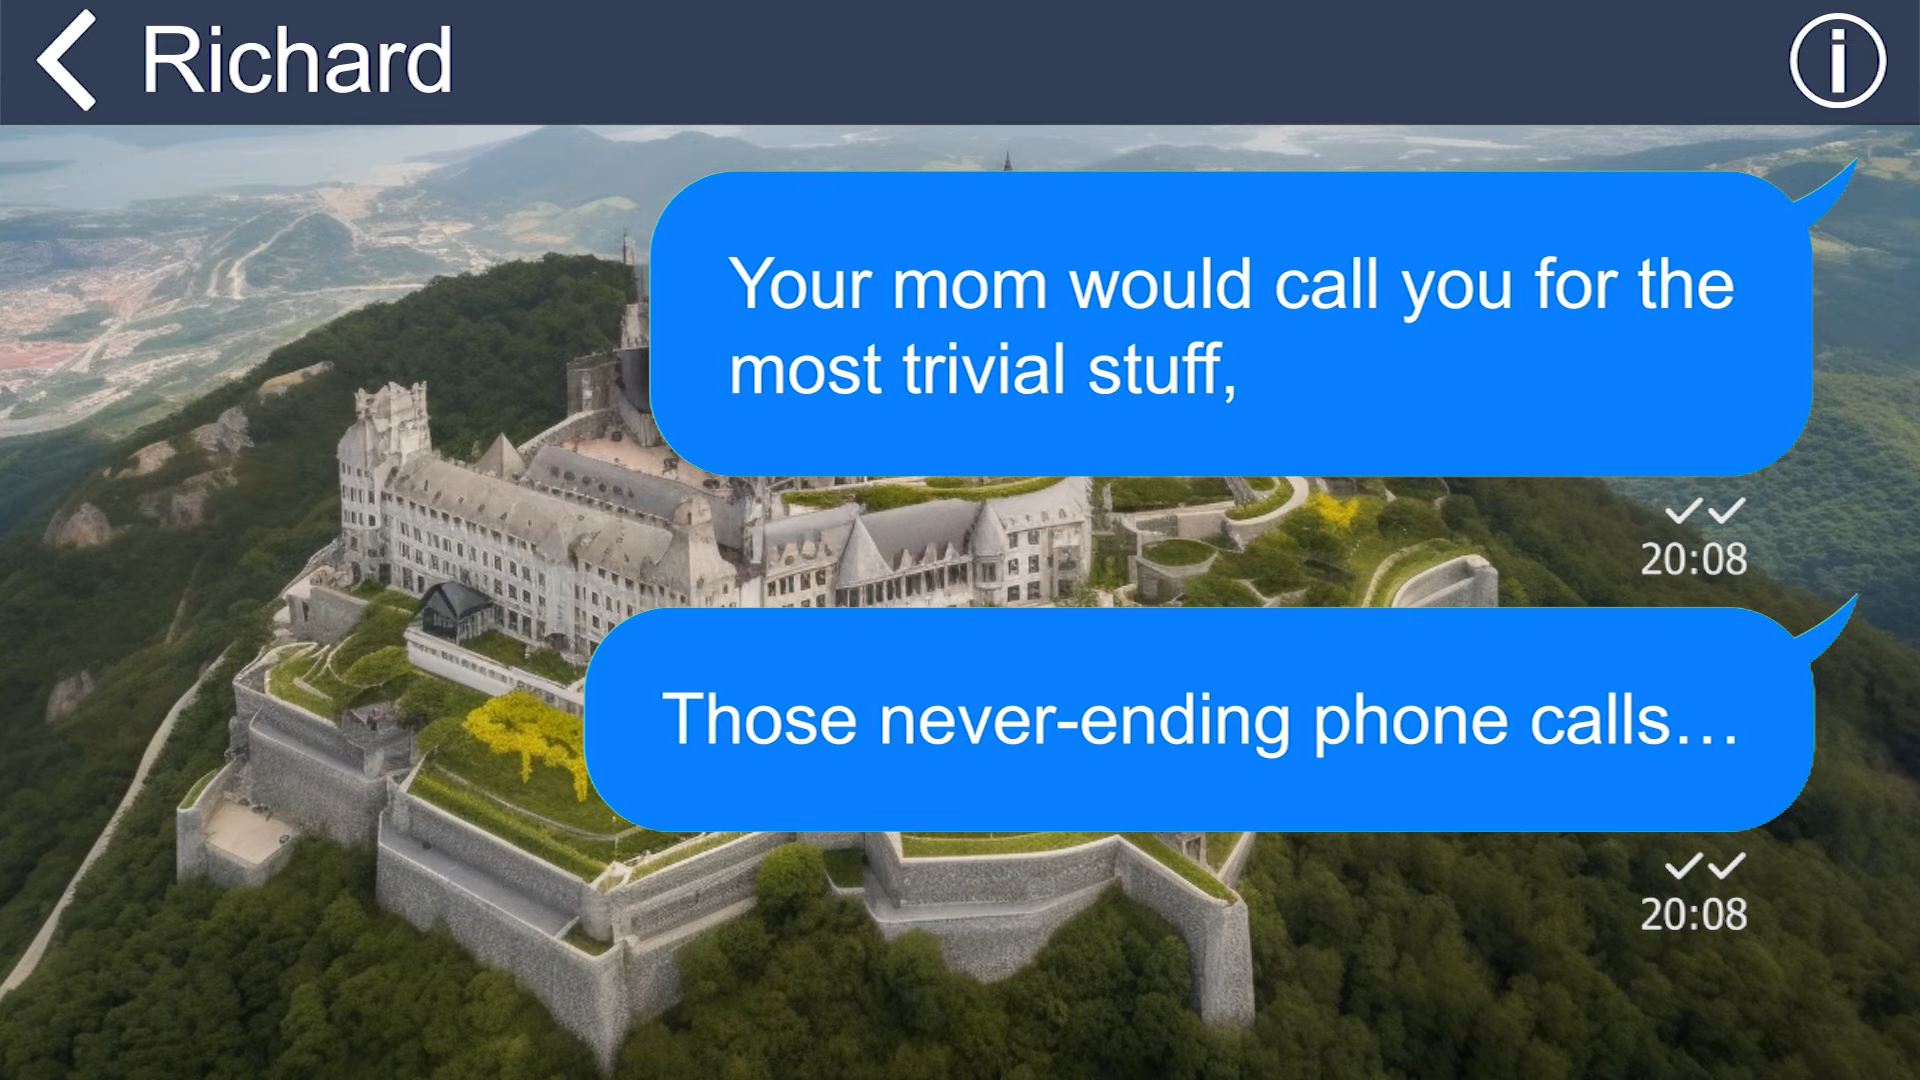 Richard
Your mom would call you for the
most trivial stuff,
20:08
Those never-ending phone calls…
20:08